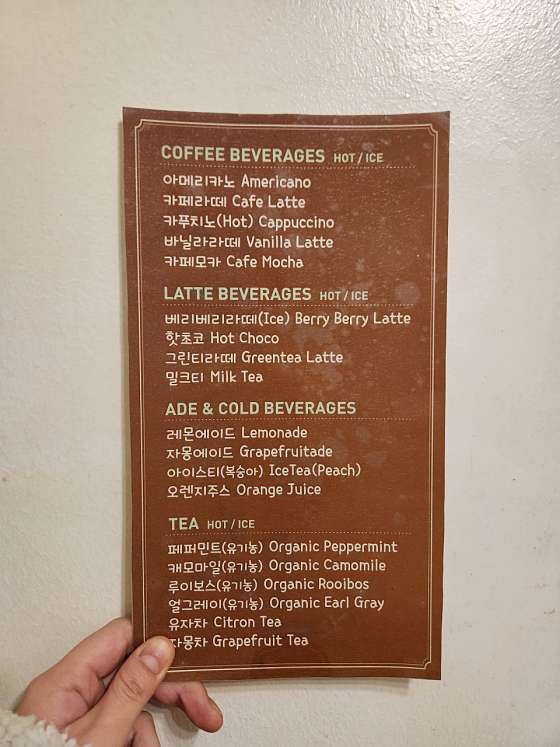 COFFEE BEVERAGES HOT / ICE
아메리카노 Americano
카페라떼 Cafe Latte
카푸치노(Hot) Cappuccino
바닐라라떼 Vanilla Latte
카페모카 Cafe Mocha
LATTE BEVERAGES HOT / ICE
베리베리라떼(Ice) Berry Berry Latte
핫초코 Hot Choco
그린티라떼 Greentea Latte
밀크티 Milk Tea
ADE & COLD BEVERAGES
레몬에이드 Lemonade
자몽에이드 Grapefruitade
아이스티(복숭아) IceTea(Peach)
오렌지주스 Orange Juice
TEA HOT / ICE
페퍼민트(유기농) Organic Peppermint
캐모마일(유기농) Organic Camomile
루이보스(유기농) Organic Rooibos
얼그레이(유기농) Organic Earl Gray
유자차 Citron Tea
자몽차 Grapefruit Tea